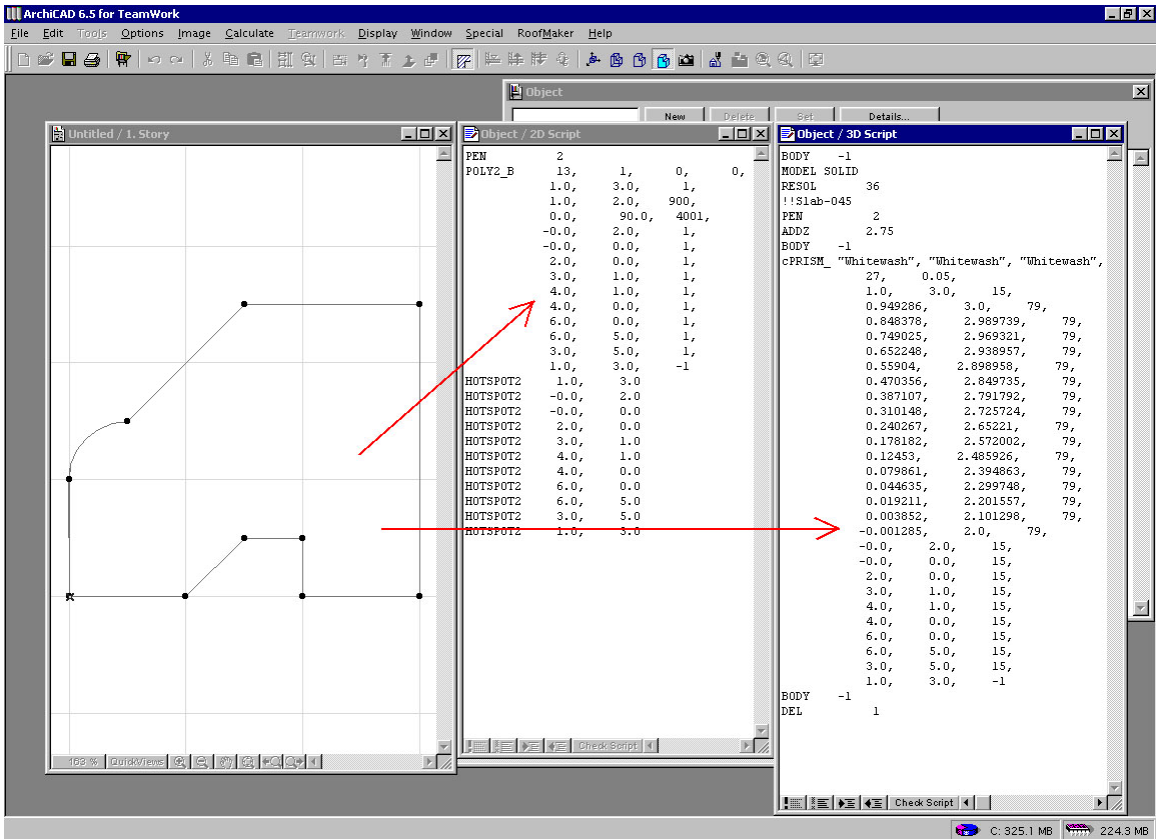 ArchiCAD 6.5 for TeamWork
File Edit Tools Options Image Calculate Teamwork Display Window Special RoofMaker Help
Object
New Delete Set Details...
Untitled / 1. Story
163 % QuickViews
Object / 2D Script
PEN 2
POLY2_B 13, 1, 0, 0,
1.0, 3.0, 1,
1.0, 2.0, 900,
0.0, 90.0, 4001,
-0.0, 2.0, 1,
-0.0, 0.0, 1,
2.0, 0.0, 1,
3.0, 1.0, 1,
4.0, 1.0, 1,
4.0, 0.0, 1,
6.0, 0.0, 1,
6.0, 5.0, 1,
3.0, 5.0, 1,
1.0, 3.0, -1
HOTSPOT2 1.0, 3.0
HOTSPOT2 -0.0, 2.0
HOTSPOT2 -0.0, 0.0
HOTSPOT2 2.0, 0.0
HOTSPOT2 3.0, 1.0
HOTSPOT2 4.0, 1.0
HOTSPOT2 4.0, 0.0
HOTSPOT2 6.0, 0.0
HOTSPOT2 6.0, 5.0
HOTSPOT2 3.0, 5.0
HOTSPOT2 1.0, 3.0
Check Script
Object / 3D Script
BODY -1
MODEL SOLID
RESOL 36
!!Slab-045
PEN 2
ADDZ 2.75
BODY -1
cPRISM_ "Whitewash", "Whitewash", "Whitewash",
27, 0.05,
1.0, 3.0, 15,
0.949286, 3.0, 79,
0.848378, 2.989739, 79,
0.749025, 2.969321, 79,
0.652248, 2.938957, 79,
0.55904, 2.898958, 79,
0.470356, 2.849735, 79,
0.387107, 2.791792, 79,
0.310148, 2.725724, 79,
0.240267, 2.65221, 79,
0.178182, 2.572002, 79,
0.12453, 2.485926, 79,
0.079861, 2.394863, 79,
0.044635, 2.299748, 79,
0.019211, 2.201557, 79,
0.003852, 2.101298, 79,
-0.001285, 2.0, 79,
-0.0, 2.0, 15,
-0.0, 0.0, 15,
2.0, 0.0, 15,
3.0, 1.0, 15,
4.0, 1.0, 15,
4.0, 0.0, 15,
6.0, 0.0, 15,
6.0, 5.0, 15,
3.0, 5.0, 15,
1.0, 3.0, -1
BODY -1
DEL 1
Check Script
C: 325.1 MB 224.3 MB